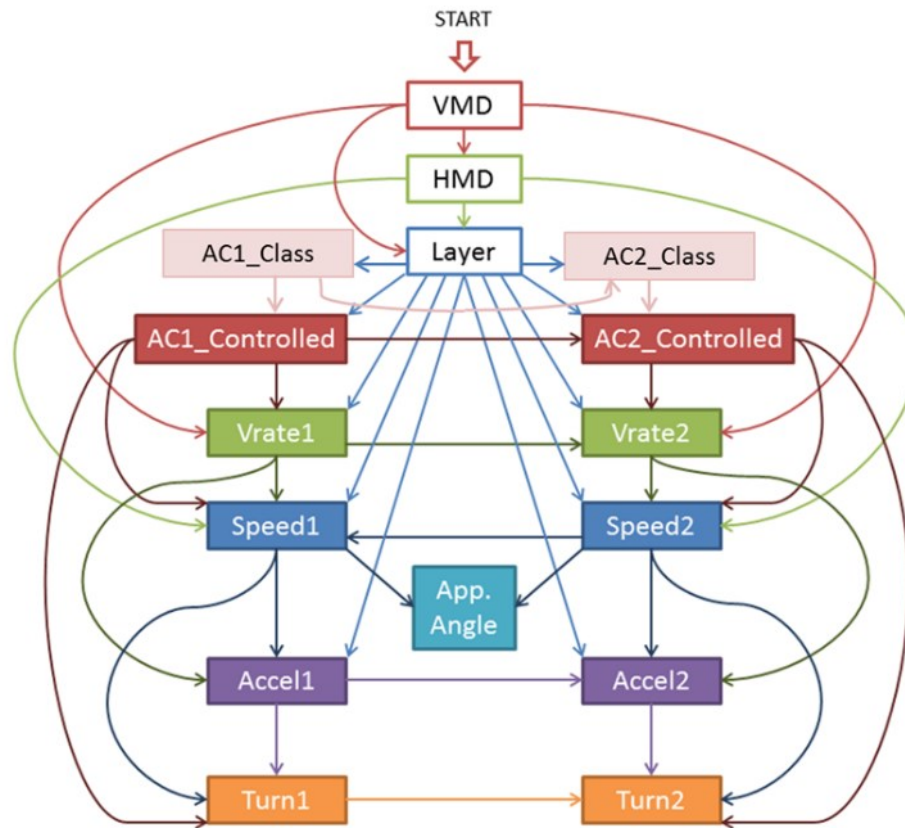 START
VMD
HMD
Layer
AC1_Class
AC2_Class
AC1_Controlled
AC2_Controlled
Vrate1
Vrate2
Speed1
Speed2
App.
Angle
Accel1
Accel2
Turn1
Turn2